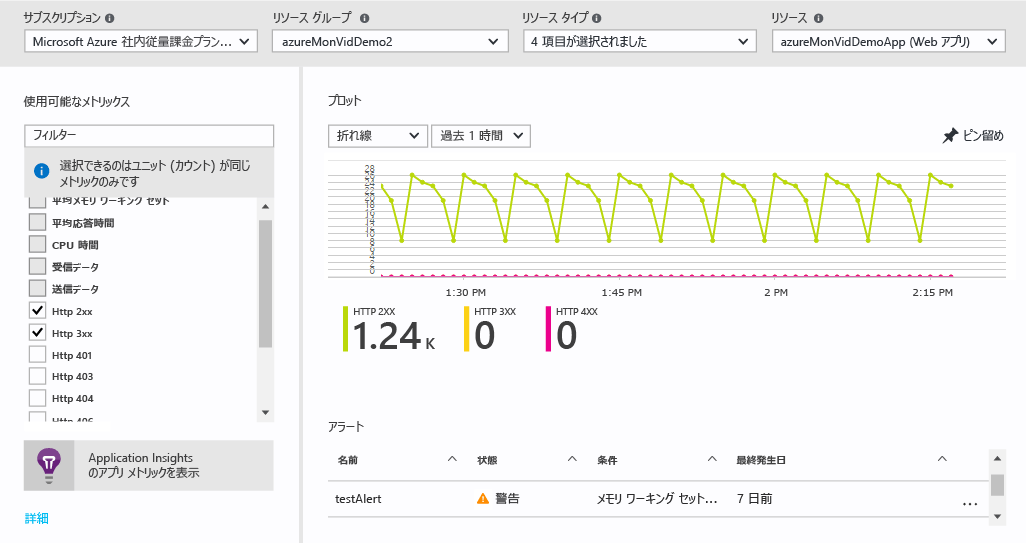 サブスクリプション
リソース グループ
リソース タイプ
リソース
Microsoft Azure 社内従量課金プラン...
azureMonVidDemo2
4 項目が選択されました
azureMonVidDemoApp (Web アプリ)
使用可能なメトリックス
フィルター
選択できるのはユニット (カウント) が同じ
メトリックのみです
平均メモリ ワーキング セット
平均応答時間
CPU 時間
受信データ
送信データ
Http 2xx
Http 3xx
Http 401
Http 403
Http 404
Http 406
Application Insights
のアプリ メトリックを表示
詳細
プロット
折れ線
過去 1 時間
ピン留め
28
26
24
22
20
18
16
14
12
10
8
6
4
2
0
1:30 PM
1:45 PM
2 PM
2:15 PM
HTTP 2XX
1.24 K
HTTP 3XX
0
HTTP 4XX
0
アラート
名前
状態
条件
最終発生日
testAlert
警告
メモリ ワーキング セット...
7 日前
...